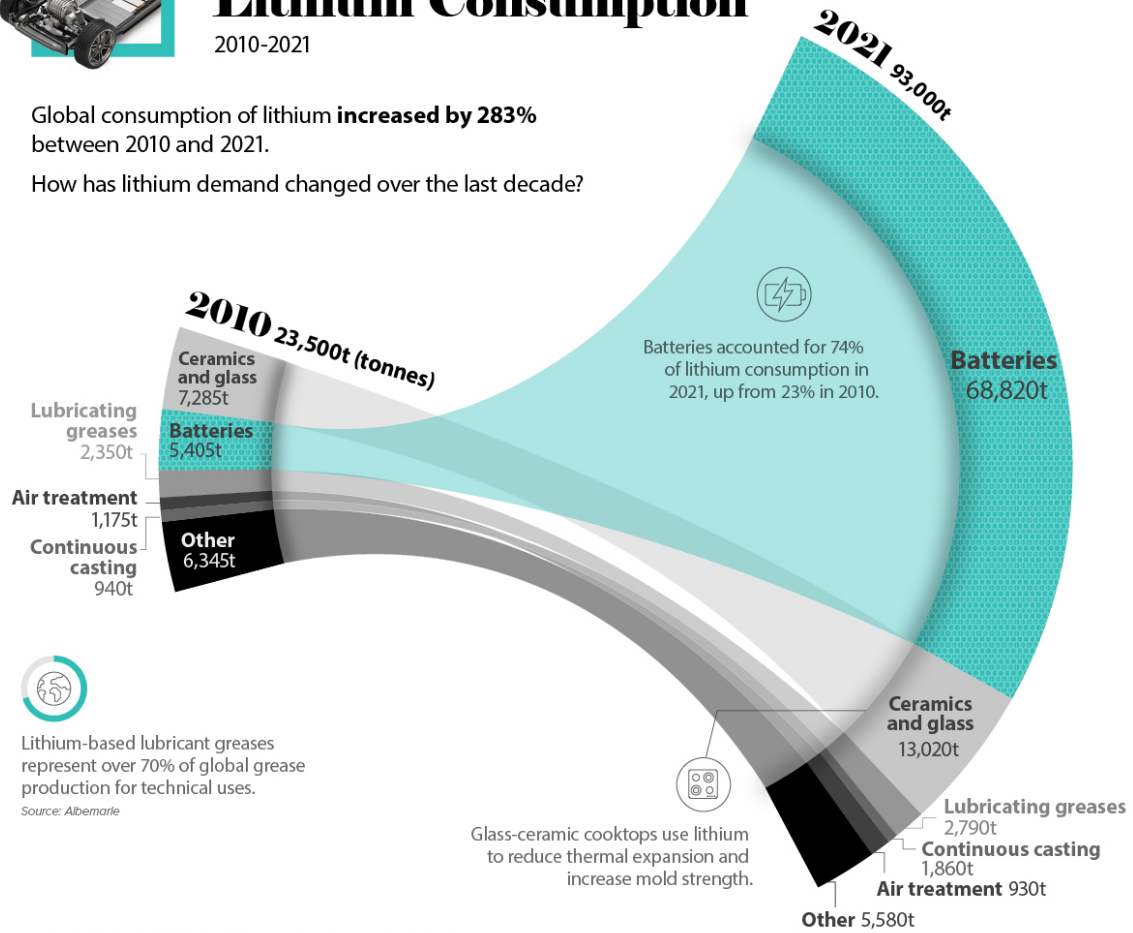 Lithium Consumption
2010-2021
Global consumption of lithium increased by 283%
between 2010 and 2021.
How has lithium demand changed over the last decade?
2021 93,000t
2010 23,500t (tonnes)
Ceramics
and glass
7,285t
Lubricating
greases
2,350t
Batteries
5,405t
Air treatment
1,175t
Continuous
casting
940t
Other
6,345t
Batteries accounted for 74%
of lithium consumption in
2021, up from 23% in 2010.
Batteries
68,820t
Ceramics
and glass
13,020t
Lubricating greases
2,790t
Continuous casting
1,860t
Air treatment 930t
Other 5,580t
Lithium-based lubricant greases
represent over 70% of global grease
production for technical uses.
Source: Albemarle
Glass-ceramic cooktops use lithium
to reduce thermal expansion and
increase mold strength.